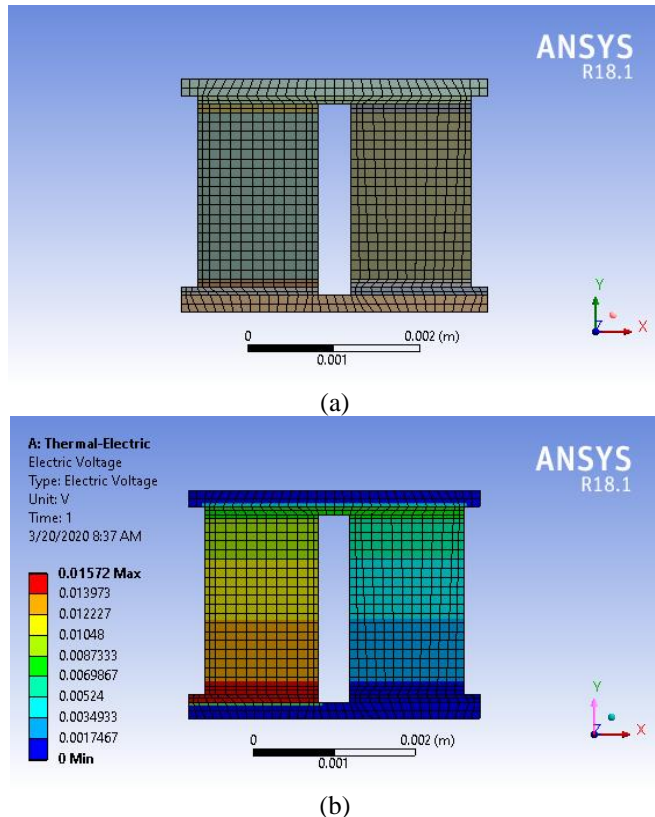 ANSYS
R18.1
Y
Z
X
0
0.002 (m)
0.001
(a)
A: Thermal-Electric
Electric Voltage
Type: Electric Voltage
Unit: V
Time: 1
3/20/2020 8:37 AM
ANSYS
R18.1
0.01572 Max
0.013973
0.012227
0.01048
0.0087333
0.0069867
0.00524
0.0034933
0.0017467
0 Min
Y
Z
X
0
0.002 (m)
0.001
(b)